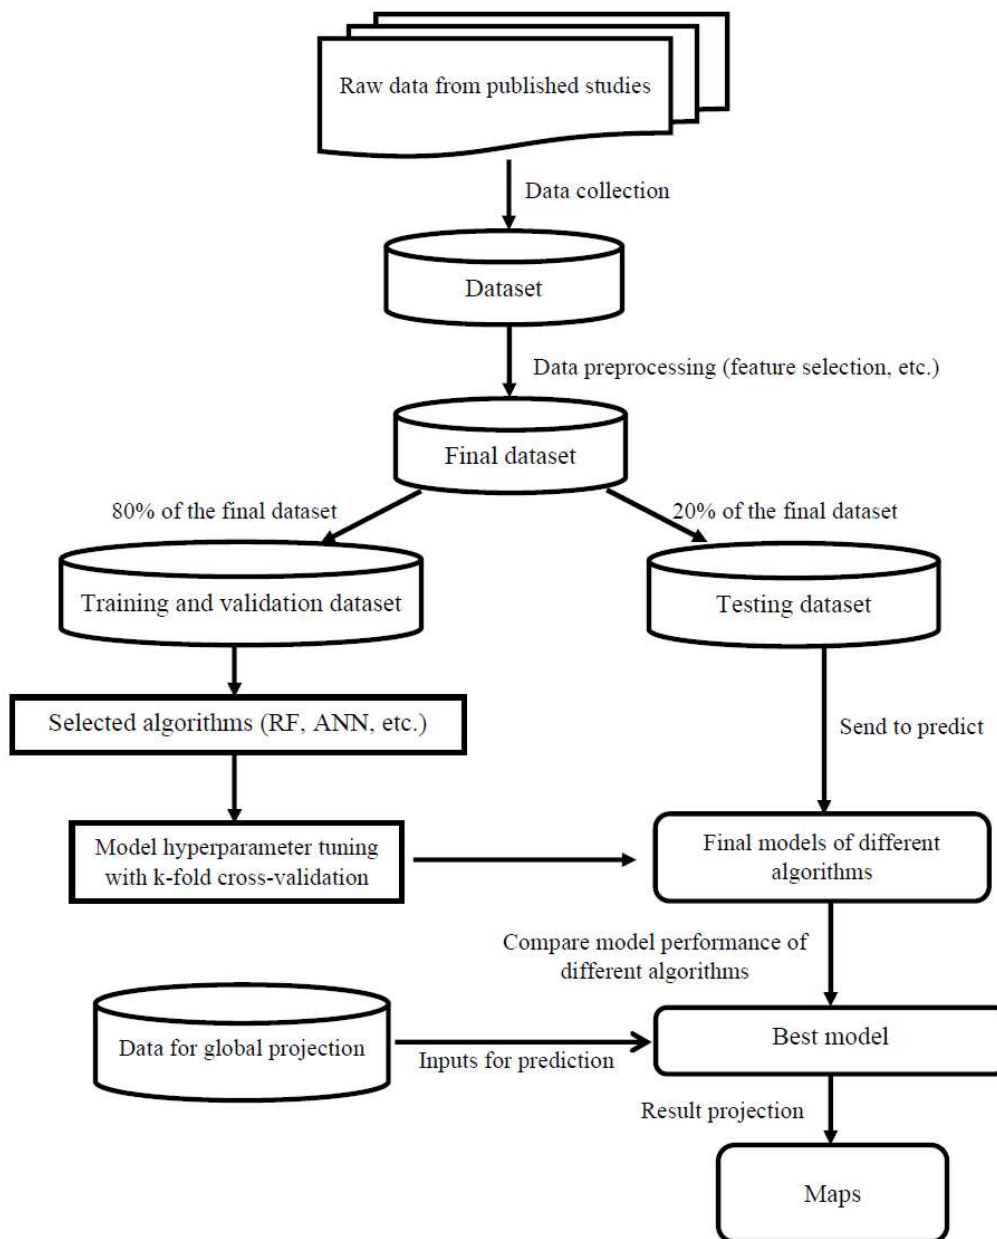 Raw data from published studies
Data collection
Dataset
Data preprocessing (feature selection, etc.)
Final dataset
80% of the final dataset
20% of the final dataset
Training and validation dataset
Testing dataset
Selected algorithms (RF, ANN, etc.)
Send to predict
Model hyperparameter tuning
with k-fold cross-validation
Final models of different
algorithms
Compare model performance of
different algorithms
Data for global projection
Inputs for prediction
Best model
Result projection
Maps